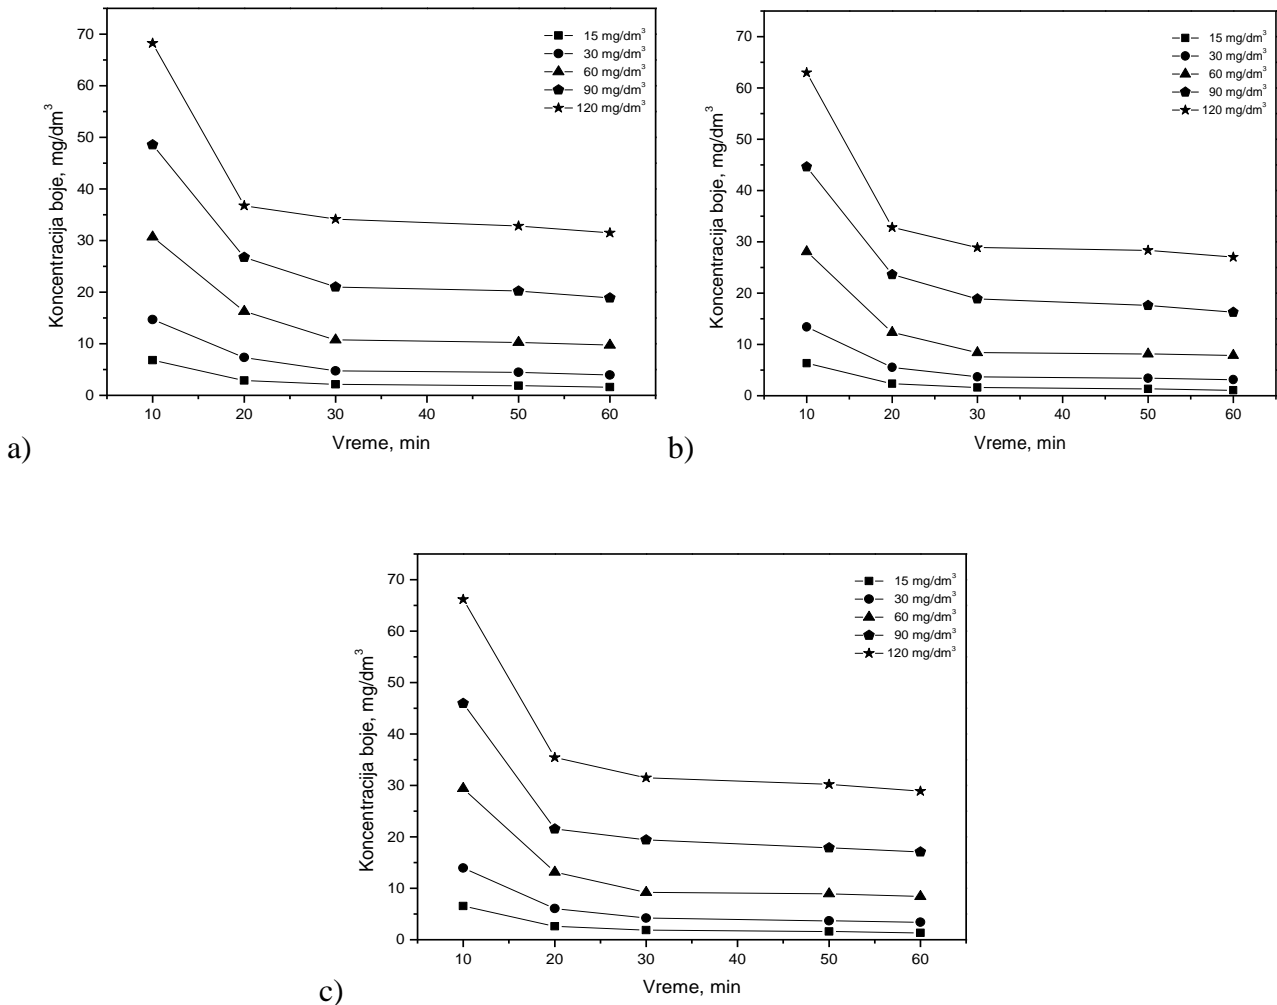 70
60
50
40
30
20
10
0
Koncentracija boje, mg/dm³
10 20 30 40 50 60
Vreme, min
15 mg/dm³
30 mg/dm³
60 mg/dm³
90 mg/dm³
120 mg/dm³
a)
70
60
50
40
30
20
10
0
Koncentracija boje, mg/dm³
10 20 30 40 50 60
Vreme, min
15 mg/dm³
30 mg/dm³
60 mg/dm³
90 mg/dm³
120 mg/dm³
b)
70
60
50
40
30
20
10
0
Koncentracija boje, mg/dm³
10 20 30 40 50 60
Vreme, min
15 mg/dm³
30 mg/dm³
60 mg/dm³
90 mg/dm³
120 mg/dm³
c)